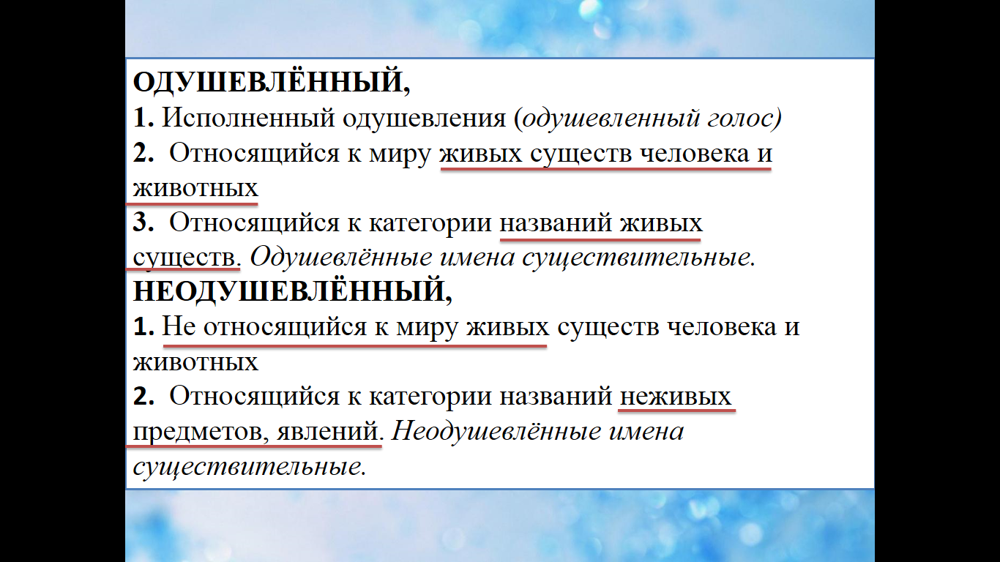 ОДУШЕВЛЁННЫЙ,
1. Исполненный одушевления (одушевленный голос)
2. Относящийся к миру живых существ человека и
животных
3. Относящийся к категории названий живых
существ. Одушевлённые имена существительные.
НЕОДУШЕВЛЁННЫЙ,
1. Не относящийся к миру живых существ человека и
животных
2. Относящийся к категории названий неживых
предметов, явлений. Неодушевлённые имена
существительные.